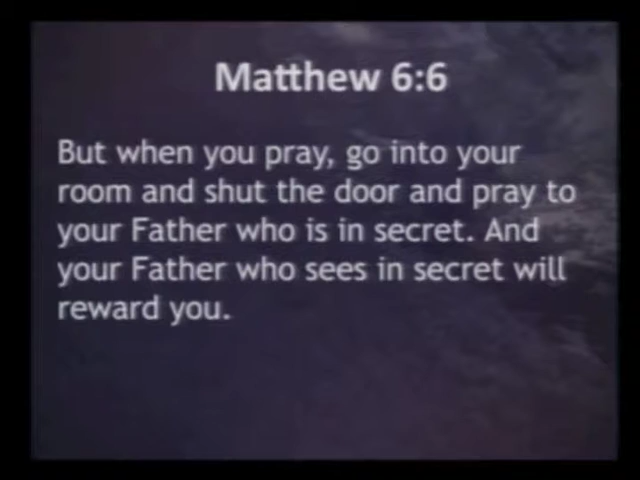 Matthew 6:6
But when you pray, go into your
room and shut the door and pray to
your Father who is in secret. And
your Father who sees in secret will
reward you.